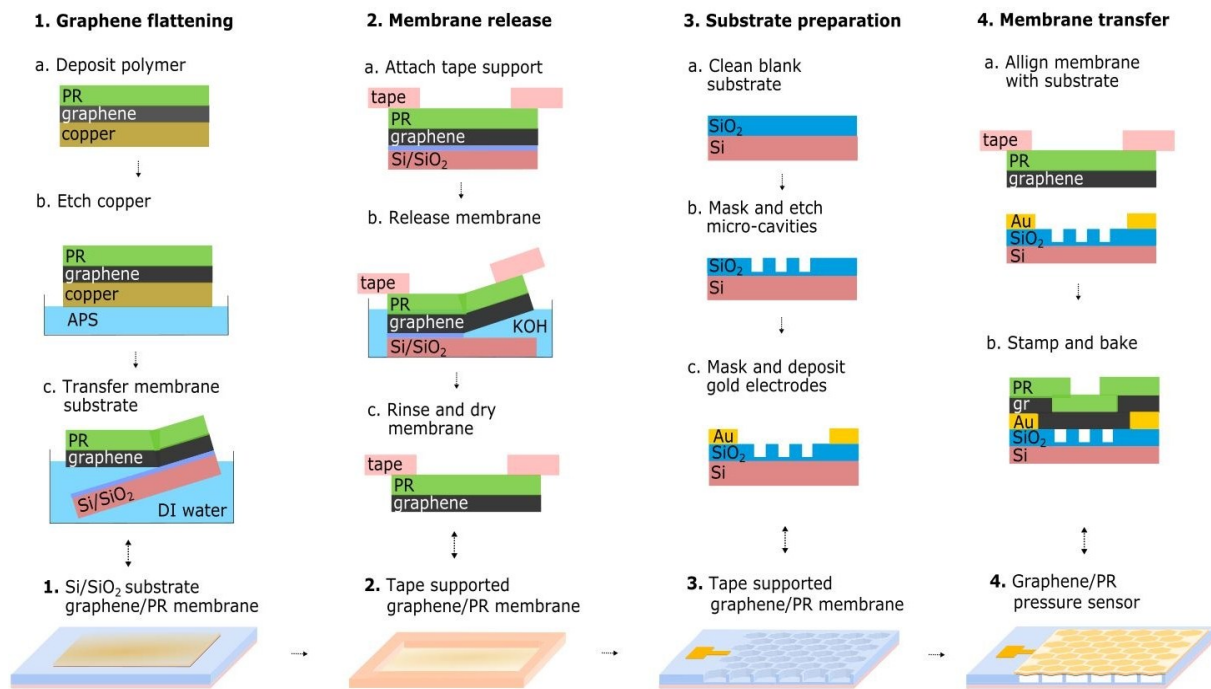 1. Graphene flattening
a. Deposit polymer
PR
graphene
copper
b. Etch copper
PR
graphene
copper
APS
c. Transfer membrane
substrate
PR
graphene
Si/SiO₂
DI water
1. Si/SiO₂ substrate
graphene/PR membrane
2. Membrane release
a. Attach tape support
tape
PR
graphene
Si/SiO₂
b. Release membrane
tape
PR
graphene
KOH
Si/SiO₂
c. Rinse and dry
membrane
tape
PR
graphene
2. Tape supported
graphene/PR membrane
3. Substrate preparation
a. Clean blank
substrate
SiO₂
Si
b. Mask and etch
micro-cavities
SiO₂
Si
c. Mask and deposit
gold electrodes
Au
SiO₂
Si
3. Tape supported
graphene/PR membrane
4. Membrane transfer
a. Allign membrane
with substrate
tape
PR
graphene
Au
SiO₂
Si
b. Stamp and bake
PR
gr
Au
SiO₂
Si
4. Graphene/PR
pressure sensor